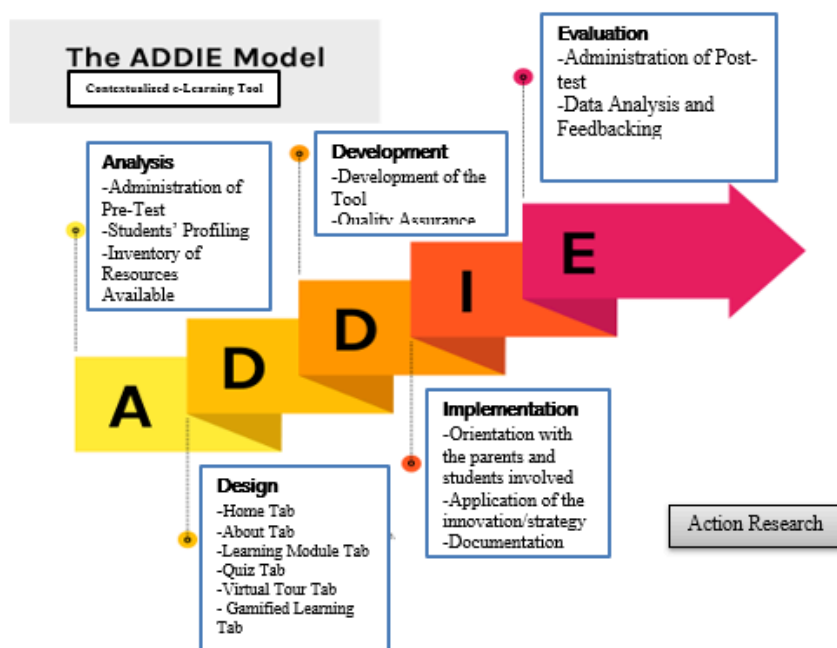 The ADDIE Model
Contextualized e-Learning Tool
Analysis
-Administration of
Pre-Test
-Students' Profiling
-Inventory of
Resources
Available
Development
-Development of the
Tool
-Quality Assurance
Evaluation
-Administration of Post-
test
-Data Analysis and
Feedbacking
A
D
D
I
E
Design
-Home Tab
-About Tab
-Learning Module Tab
-Quiz Tab
-Virtual Tour Tab
- Gamified Learning
Tab
Implementation
-Orientation with
the parents and
students involved
-Application of the
innovation/strategy
-Documentation
Action Research